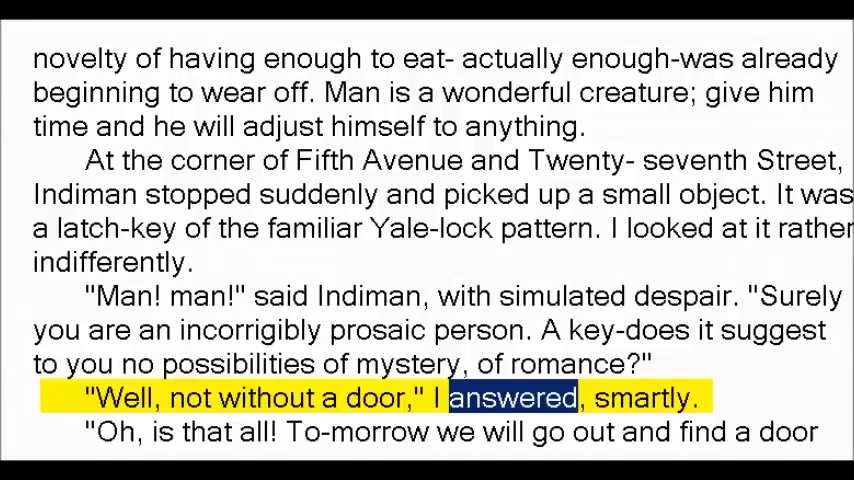 novelty of having enough to eat- actually enough-was already
beginning to wear off. Man is a wonderful creature; give him
time and he will adjust himself to anything.
At the corner of Fifth Avenue and Twenty- seventh Street,
Indiman stopped suddenly and picked up a small object. It was
a latch-key of the familiar Yale-lock pattern. I looked at it rather
indifferently.
"Man! man!" said Indiman, with simulated despair. "Surely
you are an incorrigibly prosaic person. A key-does it suggest
to you no possibilities of mystery, of romance?"
"Well, not without a door," I answered, smartly.
"Oh, is that all! To-morrow we will go out and find a door